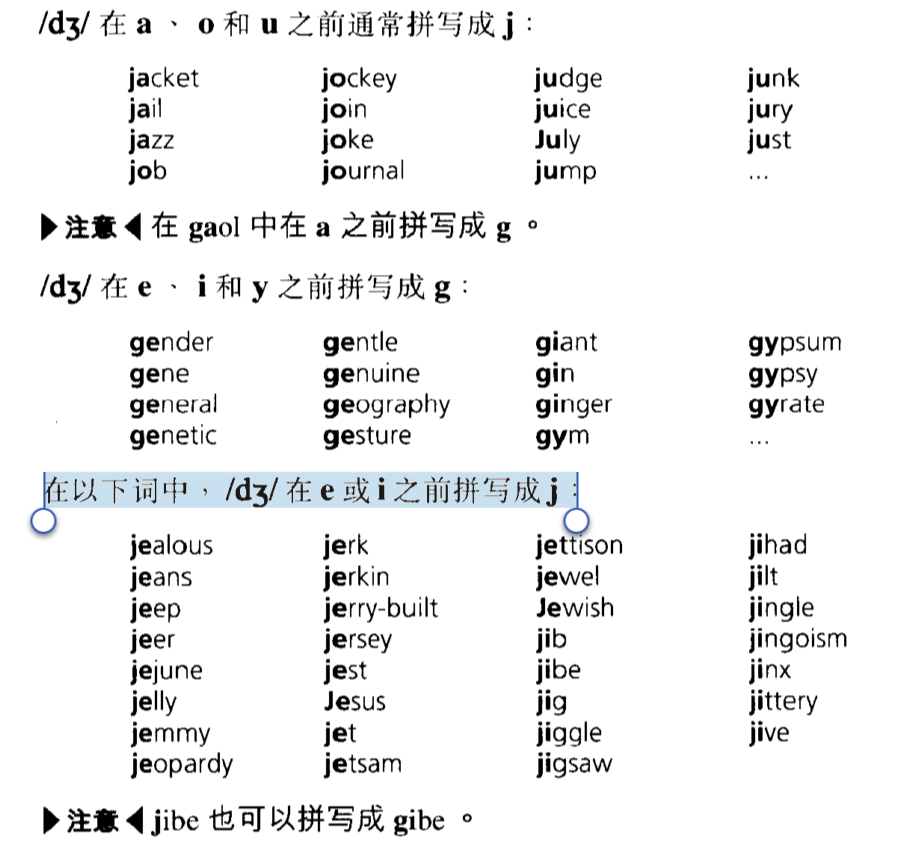 /dʒ/ 在 a 、 o 和 u 之前通常拼写成 j：
jacket jockey judge junk
jail join juice jury
jazz joke July just
job journal jump …
▶注意◀ 在 gaol 中在 a 之前拼写成 g 。
/dʒ/ 在 e 、 i 和 y 之前拼写成 g：
gender gentle giant gypsum
gene genuine gin gypsy
general geography ginger gyrate
genetic gesture gym …
在以下词中，/dʒ/ 在 e 或 i 之前拼写成 j：
jealous jerk jettison jihad
jeans jerkin jewel jilt
jeep jerry-built Jewish jingle
jeer jersey jib jingoism
jejune jest jibe jinx
jelly Jesus jig jittery
jemmy jet jiggle jive
jeopardy jetsam jigsaw
▶注意◀ jibe 也可以拼写成 gibe 。